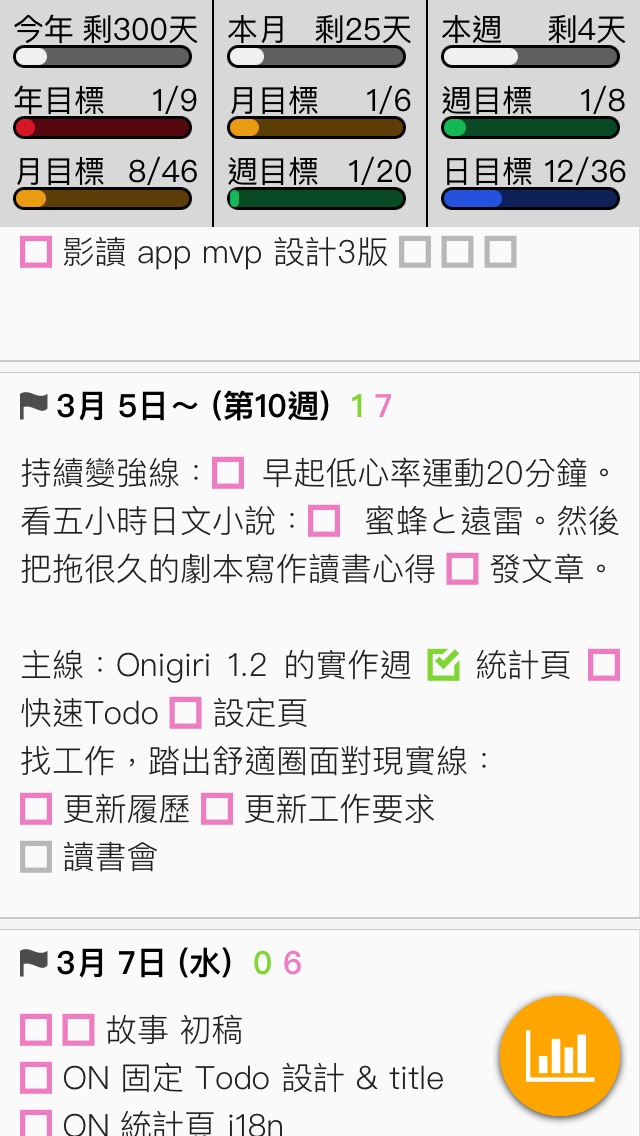 今年 剩300天
本月 剩25天
本週 剩4天
年目標 1/9
月目標 1/6
週目標 1/8
月目標 8/46
週目標 1/20
日目標 12/36
影讀 app mvp 設計3版
3月 5日～ (第10週) 1 7
持續變強線： 早起低心率運動20分鐘。
看五小時日文小說： 蜜蜂と遠雷。然後
把拖很久的劇本寫作讀書心得 發文章。
主線：Onigiri 1.2 的實作週 統計頁
快速Todo 設定頁
找工作，踏出舒適圈面對現實線：
更新履歷 更新工作要求
讀書會
3月 7日 (水) 0 6
故事 初稿
ON 固定 Todo 設計 & title
ON 統計頁 i18n